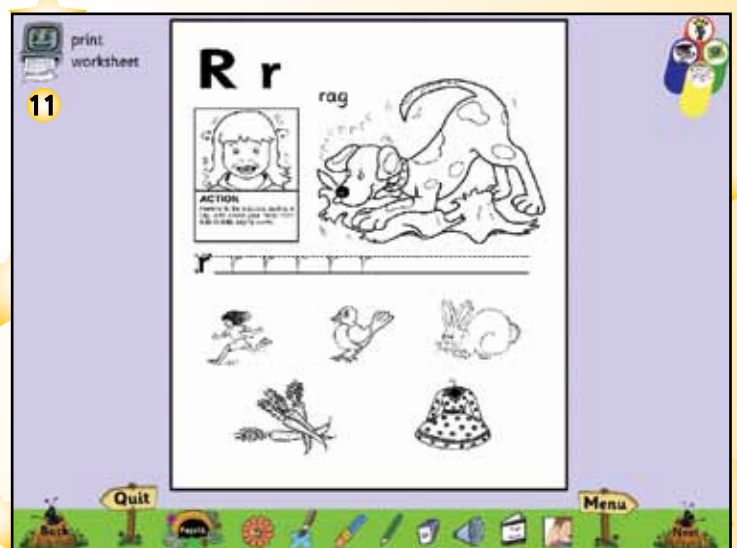 print
worksheet
11
R r
rag
ACTION
r r r r r r
Quit
Menu
Back
Next